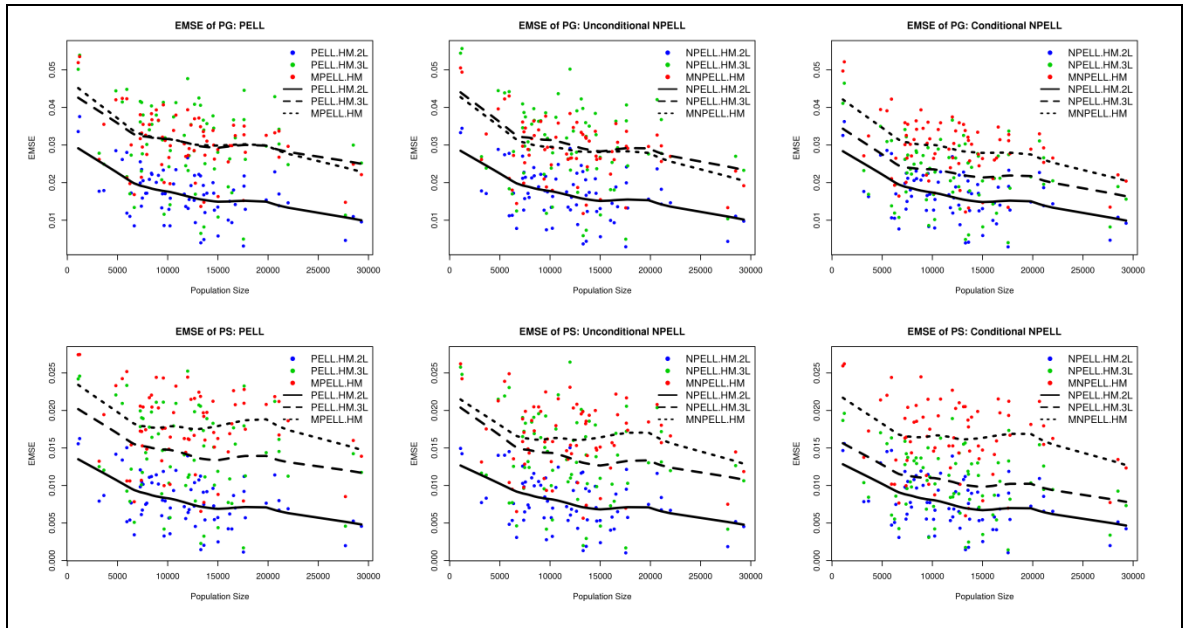 EMSE of PG: PELL
EMSE
0.01 0.02 0.03 0.04 0.05
PELL.HM.2L
PELL.HM.3L
MPELL.HM
PELL.HM.2L
PELL.HM.3L
MPELL.HM
0 5000 10000 15000 20000 25000 30000
Population Size
EMSE of PG: Unconditional NPELL
EMSE
0.01 0.02 0.03 0.04 0.05
NPELL.HM.2L
NPELL.HM.3L
MNPELL.HM
NPELL.HM.2L
NPELL.HM.3L
MNPELL.HM
0 5000 10000 15000 20000 25000 30000
Population Size
EMSE of PG: Conditional NPELL
EMSE
0.01 0.02 0.03 0.04 0.05
NPELL.HM.2L
NPELL.HM.3L
MNPELL.HM
NPELL.HM.2L
NPELL.HM.3L
MNPELL.HM
0 5000 10000 15000 20000 25000 30000
Population Size
EMSE of PS: PELL
EMSE
0.000 0.005 0.010 0.015 0.020 0.025
PELL.HM.2L
PELL.HM.3L
MPELL.HM
PELL.HM.2L
PELL.HM.3L
MPELL.HM
0 5000 10000 15000 20000 25000 30000
Population Size
EMSE of PS: Unconditional NPELL
EMSE
0.000 0.005 0.010 0.015 0.020 0.025
NPELL.HM.2L
NPELL.HM.3L
MNPELL.HM
NPELL.HM.2L
NPELL.HM.3L
MNPELL.HM
0 5000 10000 15000 20000 25000 30000
Population Size
EMSE of PS: Conditional NPELL
EMSE
0.000 0.005 0.010 0.015 0.020 0.025
NPELL.HM.2L
NPELL.HM.3L
MNPELL.HM
NPELL.HM.2L
NPELL.HM.3L
MNPELL.HM
0 5000 10000 15000 20000 25000 30000
Population Size